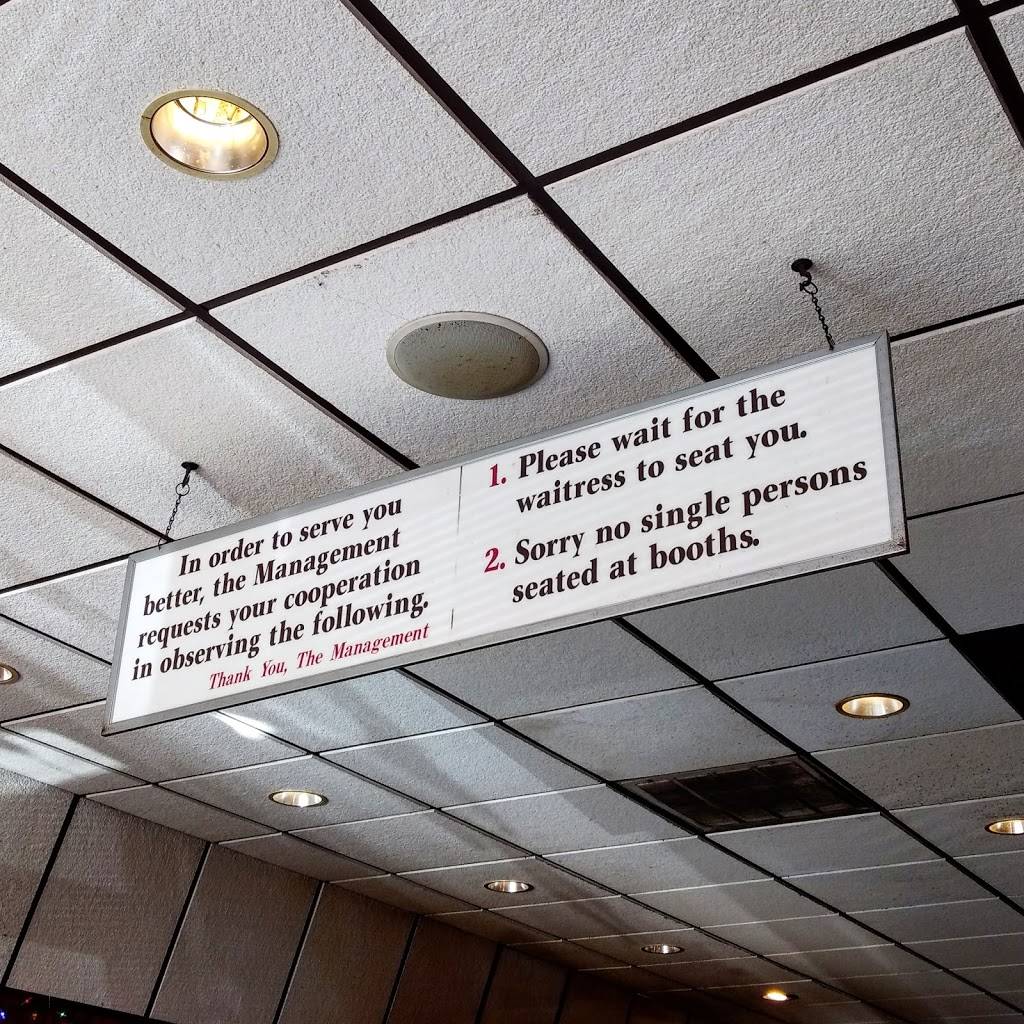 In order to serve you
better, the Management
requests your cooperation
in observing the following.
Thank You, The Management
1. Please wait for the
waitress to seat you.
2. Sorry no single persons
seated at booths.